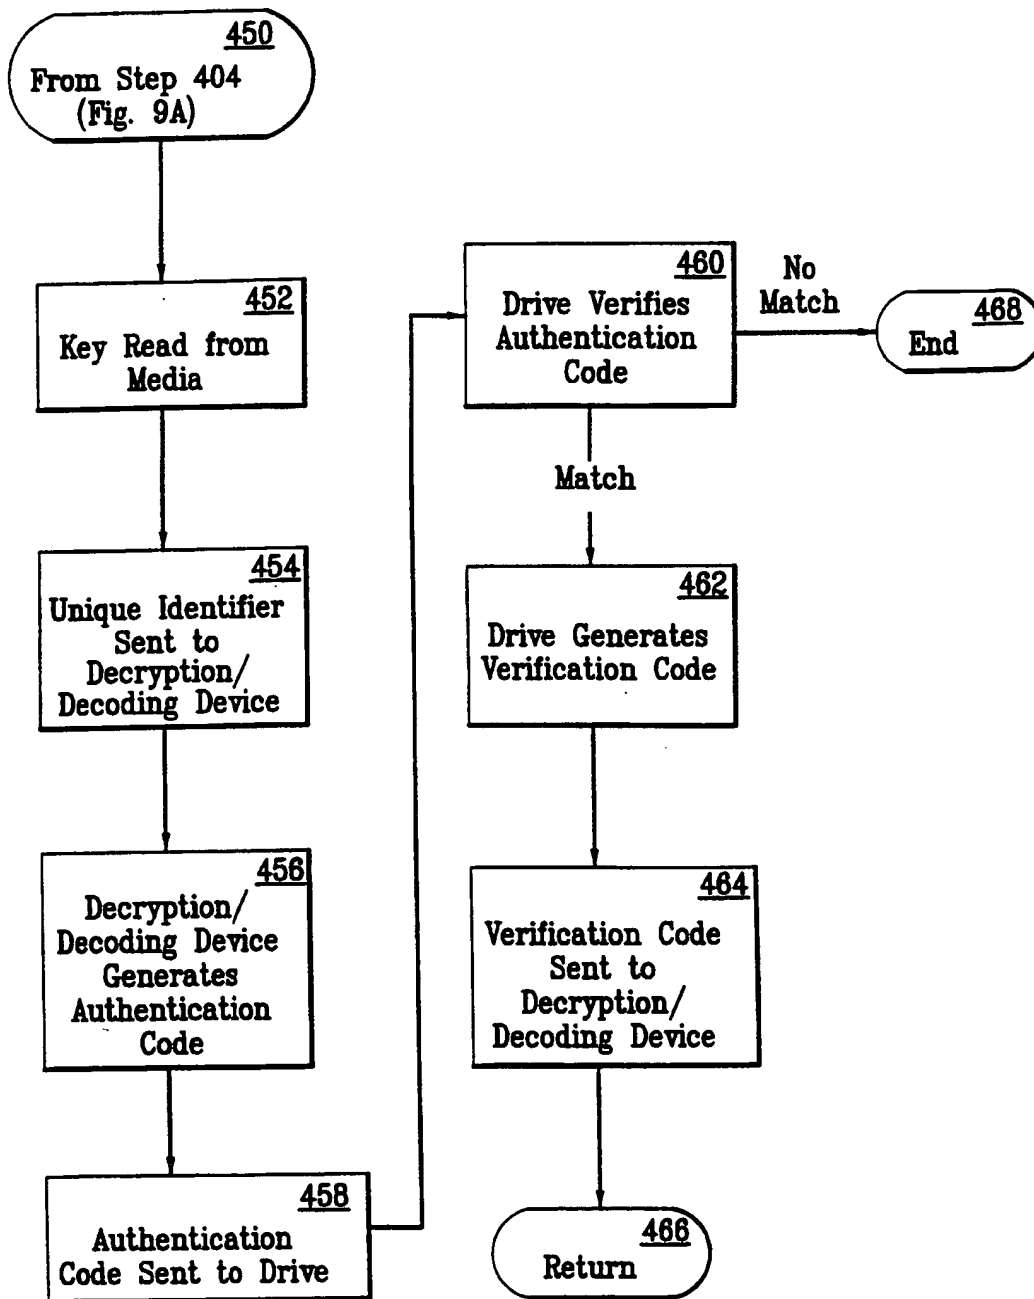 450
From Step 404
(Fig. 9A)
452
Key Read from
Media
454
Unique Identifier
Sent to
Decryption/
Decoding Device
456
Decryption/
Decoding Device
Generates
Authentication
Code
458
Authentication
Code Sent to Drive
460
Drive Verifies
Authentication
Code
No
Match
468
End
Match
462
Drive Generates
Verification Code
464
Verification Code
Sent to
Decryption/
Decoding Device
466
Return